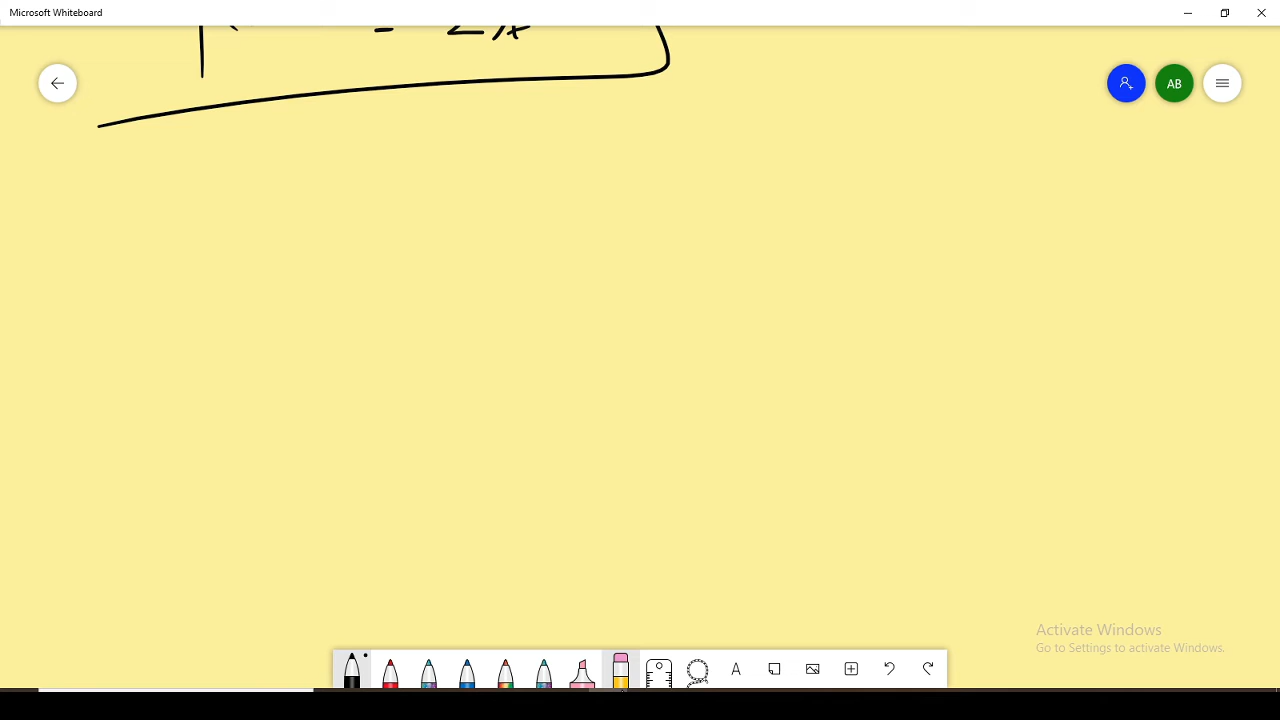 Microsoft Whiteboard
AB
A
Activate Windows
Go to Settings to activate Windows.